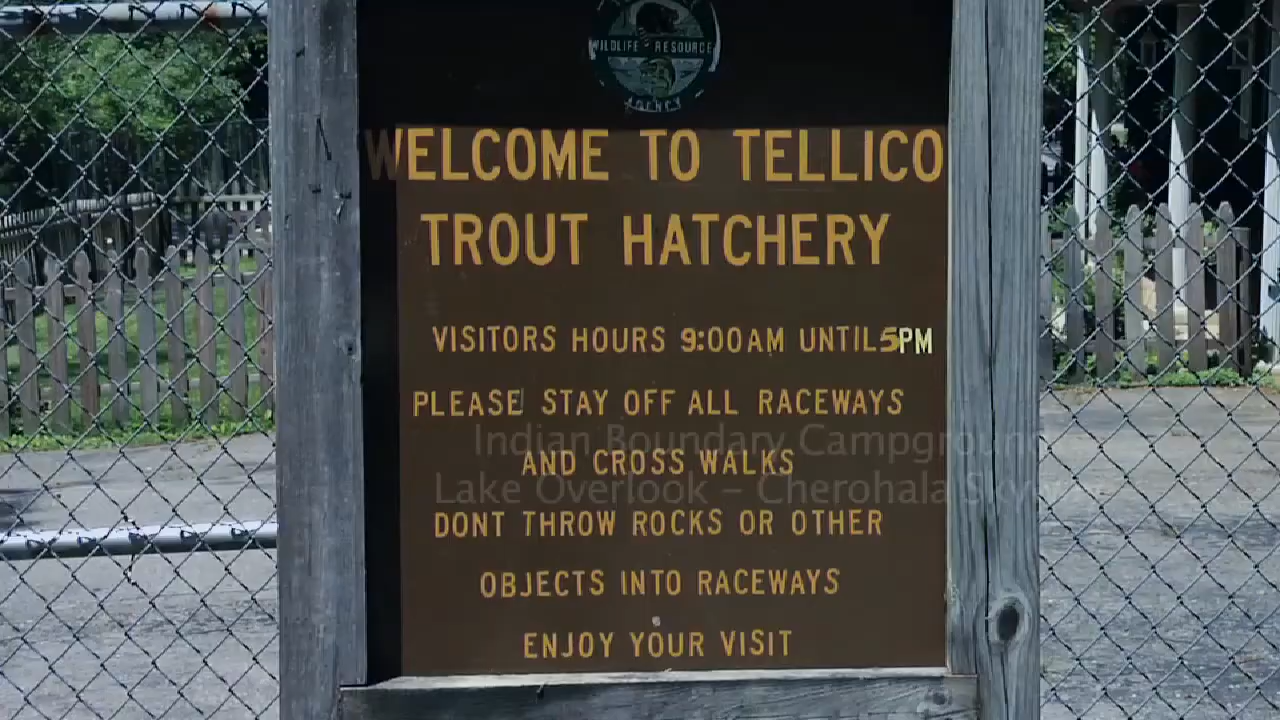 WILDLIFE RESOURCE
AGENCY
WELCOME TO TELLICO
TROUT HATCHERY
VISITORS HOURS 9:00AM UNTIL 5PM
PLEASE STAY OFF ALL RACEWAYS
Indian Boundary Campground
AND CROSS WALKS
Lake Overlook – Cherohala
DONT THROW ROCKS OR OTHER
OBJECTS INTO RACEWAYS
ENJOY YOUR VISIT